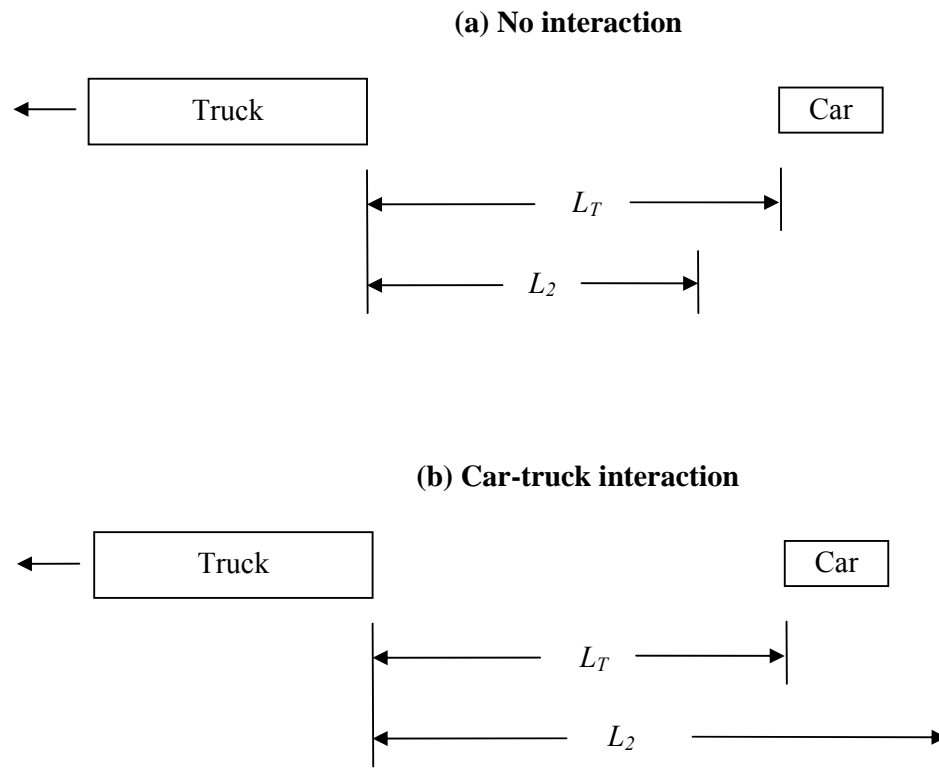 (a) No interaction
Truck
Car
L_T
L_2
(b) Car-truck interaction
Truck
Car
L_T
L_2